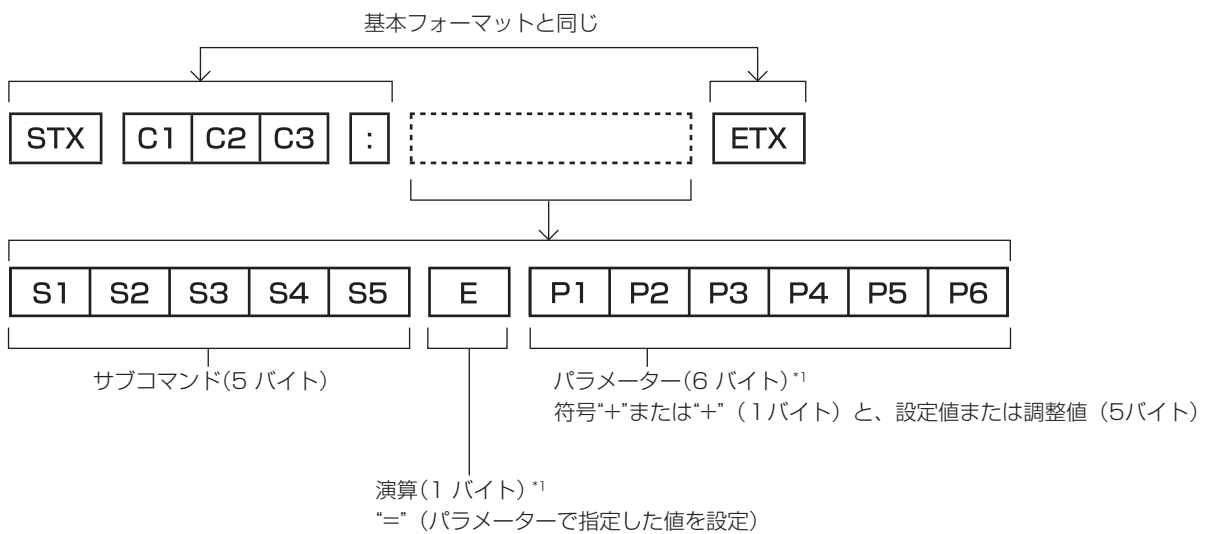 基本フォーマットと同じ
STX C1 C2 C3 : ETX
S1 S2 S3 S4 S5 E P1 P2 P3 P4 P5 P6
サブコマンド(5 バイト)
パラメーター(6 バイト)*1
符号“+”または“+”（1バイト）と、設定値または調整値（5バイト）
演算(1 バイト)*1
“=”（パラメーターで指定した値を設定）